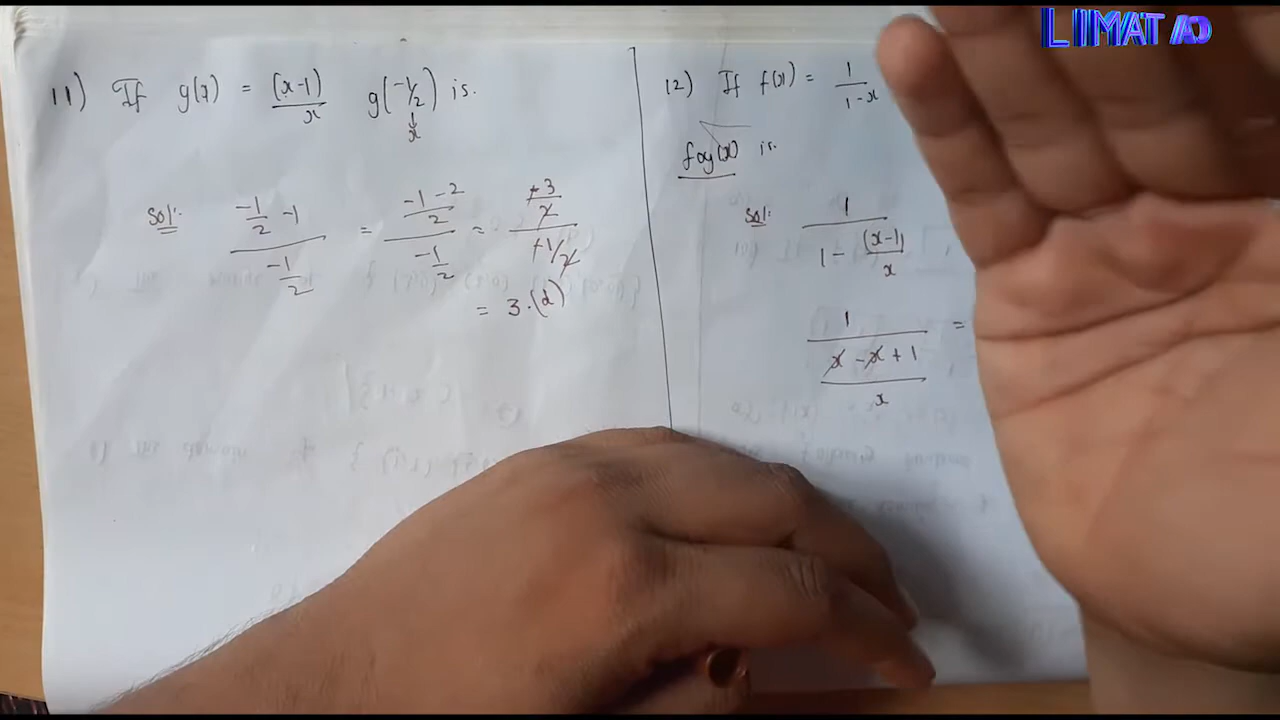 LIMAT AD
11) If g(x) = (x-1)/x g(-1/2) is.
x
Sol: (-1/2 - 1)/(-1/2) = ((-1-2)/2)/(-1/2) = (+3/2)/(+1/2)
= 3.(d)
12) If f(x) = 1/(1-x)
fog(x) is.
Sol: 1/(1 - (x-1)/x)
1/((x - x + 1)/x) =